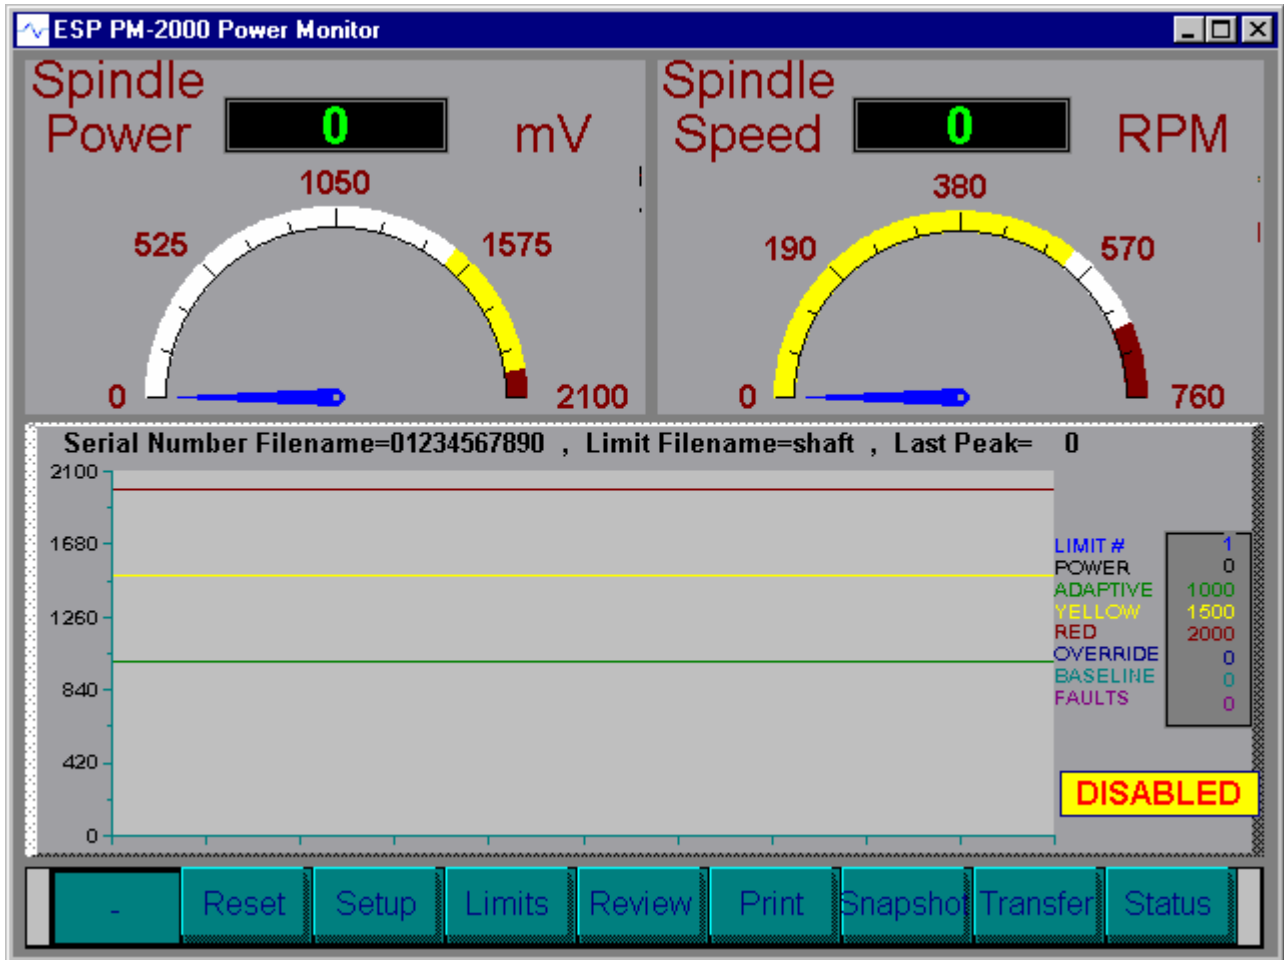 ESP PM-2000 Power Monitor
Spindle
Power
0
mV
0
525
1050
1575
2100
Spindle
Speed
0
RPM
0
190
380
570
760
Serial Number Filename=01234567890 , Limit Filename=shaft , Last Peak= 0
2100
1680
1260
840
420
0
LIMIT # 1
POWER 0
ADAPTIVE 1000
YELLOW 1500
RED 2000
OVERRIDE 0
BASELINE 0
FAULTS 0
DISABLED
- Reset Setup Limits Review Print Snapshot Transfer Status